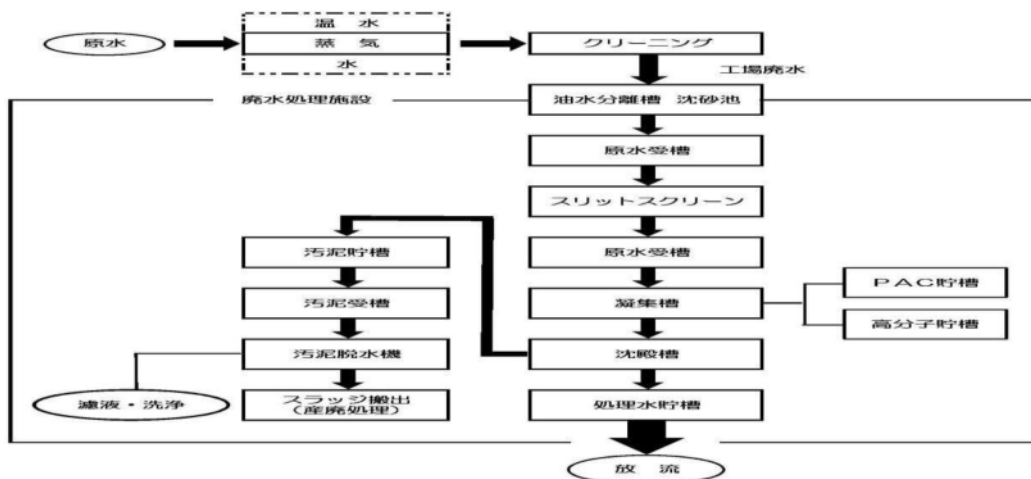 原水
温 水
蒸 気
水
クリーニング
工場廃水
廃水処理施設
油水分離槽 沈砂池
原水受槽
スリットスクリーン
原水受槽
凝集槽
PAC貯槽
高分子貯槽
沈殿槽
処理水貯槽
放 流
汚泥貯槽
汚泥受槽
汚泥脱水機
濾液・洗浄
スラッジ搬出
(産廃処理)